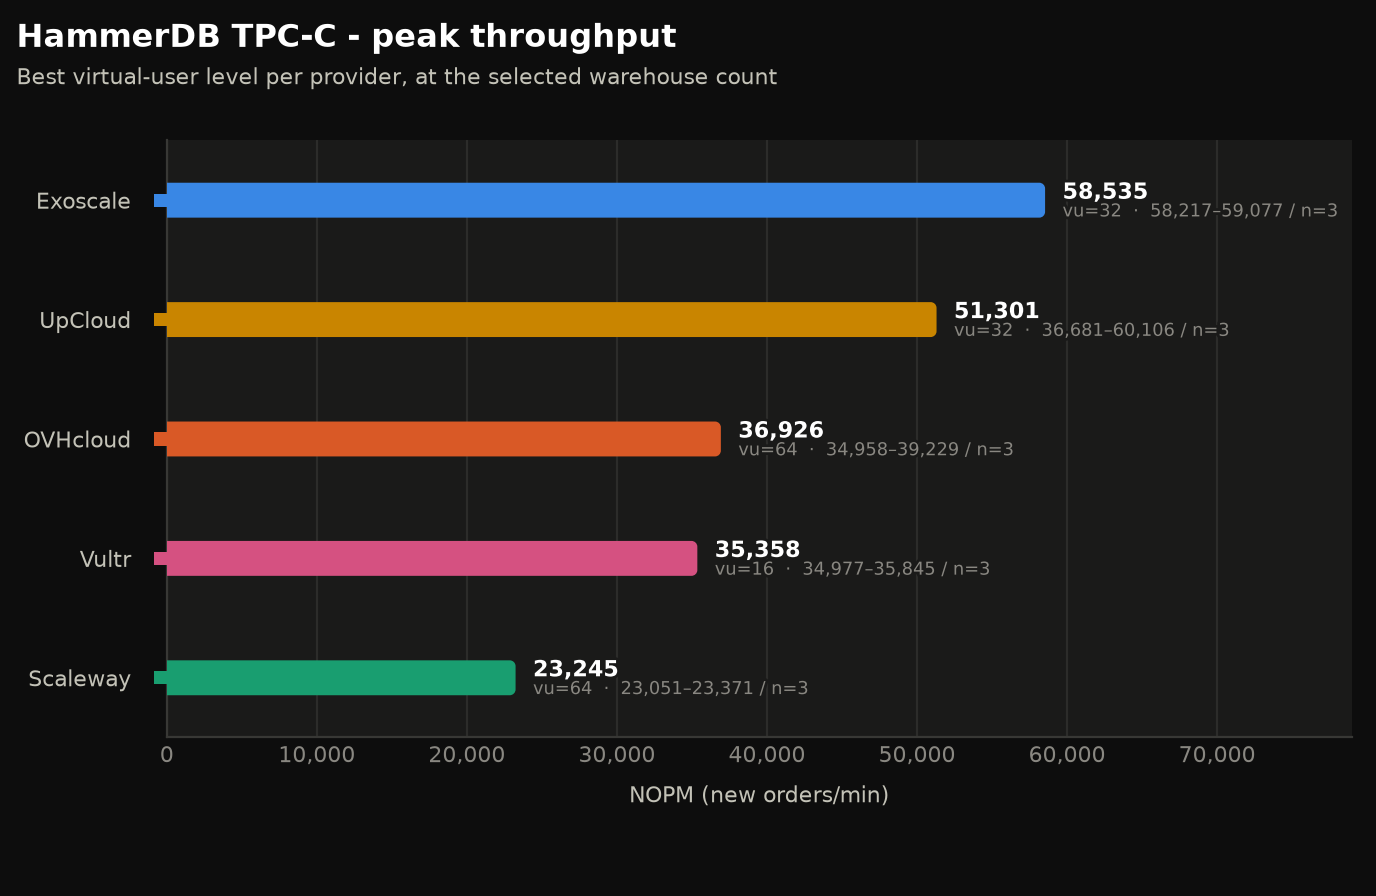 HammerDB TPC-C - peak throughput
Best virtual-user level per provider, at the selected warehouse count
Exoscale
58,535
vu=32 · 58,217–59,077 / n=3
UpCloud
51,301
vu=32 · 36,681–60,106 / n=3
OVHcloud
36,926
vu=64 · 34,958–39,229 / n=3
Vultr
35,358
vu=16 · 34,977–35,845 / n=3
Scaleway
23,245
vu=64 · 23,051–23,371 / n=3
0 10,000 20,000 30,000 40,000 50,000 60,000 70,000
NOPM (new orders/min)